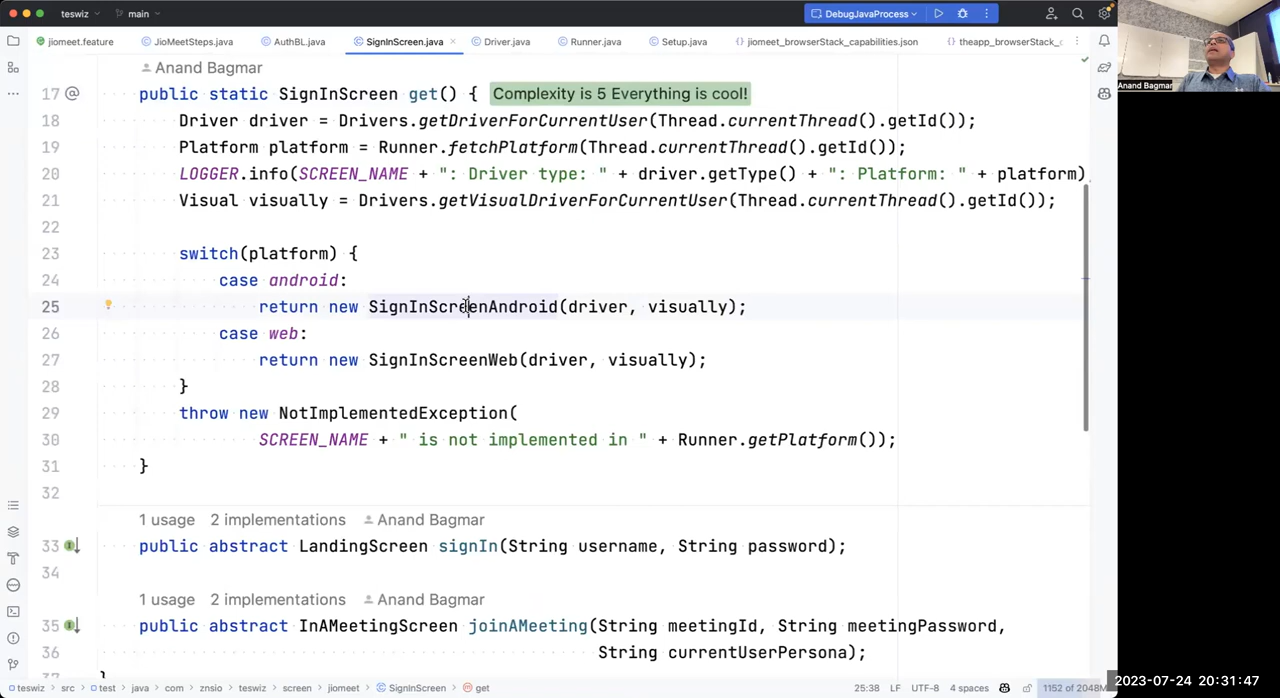 teswiz
main
DebugJavaProcess
jiomeet.feature
JioMeetSteps.java
AuthBL.java
SignInScreen.java
Driver.java
Runner.java
Setup.java
jiomeet_browserStack_capabilities.json
theapp_browserStack_
Anand Bagmar
Anand Bagmar
17 public static SignInScreen get() { Complexity is 5 Everything is cool!
18 Driver driver = Drivers.getDriverForCurrentUser(Thread.currentThread().getId());
19 Platform platform = Runner.fetchPlatform(Thread.currentThread().getId());
20 LOGGER.info(SCREEN_NAME + ": Driver type: " + driver.getType() + ": Platform: " + platform)
21 Visual visually = Drivers.getVisualDriverForCurrentUser(Thread.currentThread().getId());
22
23 switch(platform) {
24 case android:
25 return new SignInScreenAndroid(driver, visually);
26 case web:
27 return new SignInScreenWeb(driver, visually);
28 }
29 throw new NotImplementedException(
30 SCREEN_NAME + " is not implemented in " + Runner.getPlatform());
31 }
32
1 usage 2 implementations Anand Bagmar
33 public abstract LandingScreen signIn(String username, String password);
34
1 usage 2 implementations Anand Bagmar
35 public abstract InAMeetingScreen joinAMeeting(String meetingId, String meetingPassword,
36 String currentUserPersona);
}
teswiz > src > test > java > com > znsio > teswiz > screen > jiomeet > SignInScreen > get
25:38 LF UTF-8 4 spaces 1152 of 2048M
2023-07-24 20:31:47